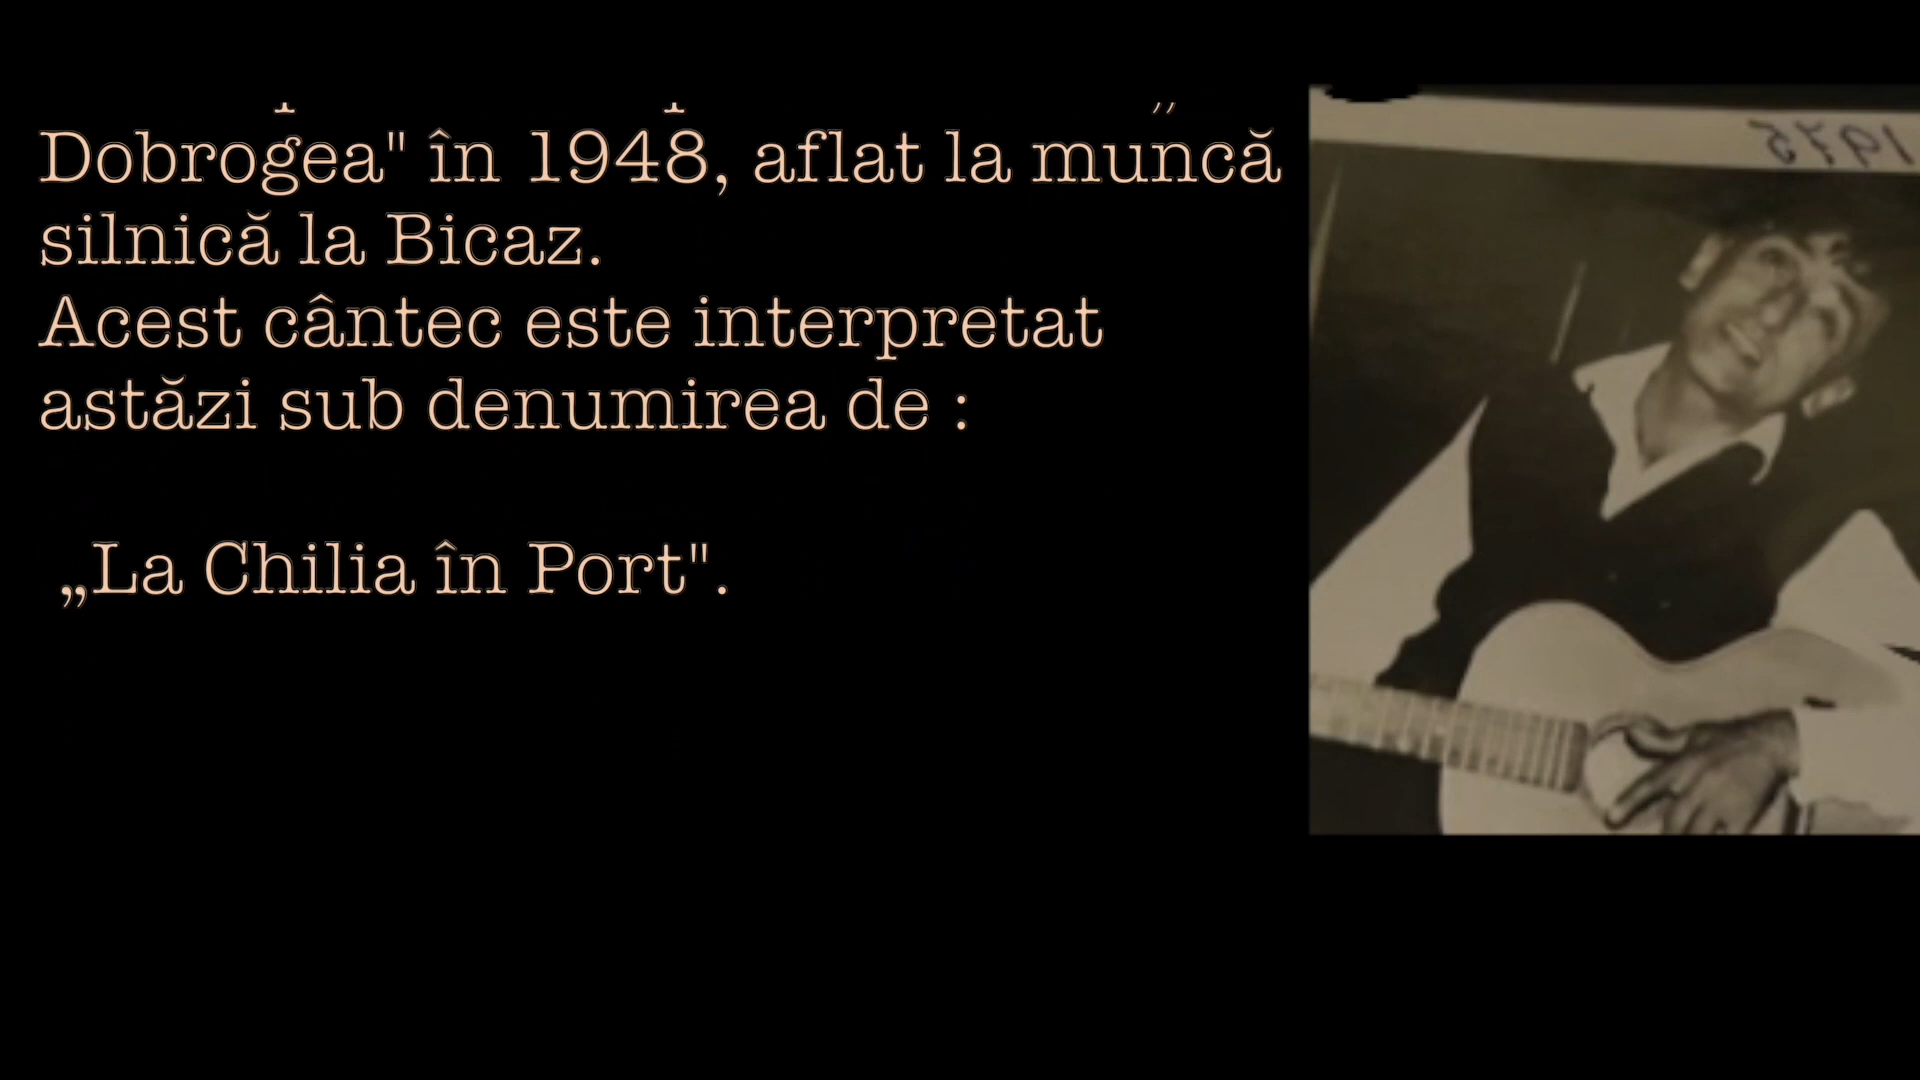 Dobrogea" în 1948, aflat la muncă
silnică la Bicaz.
Acest cântec este interpretat
astăzi sub denumirea de :
„La Chilia în Port".